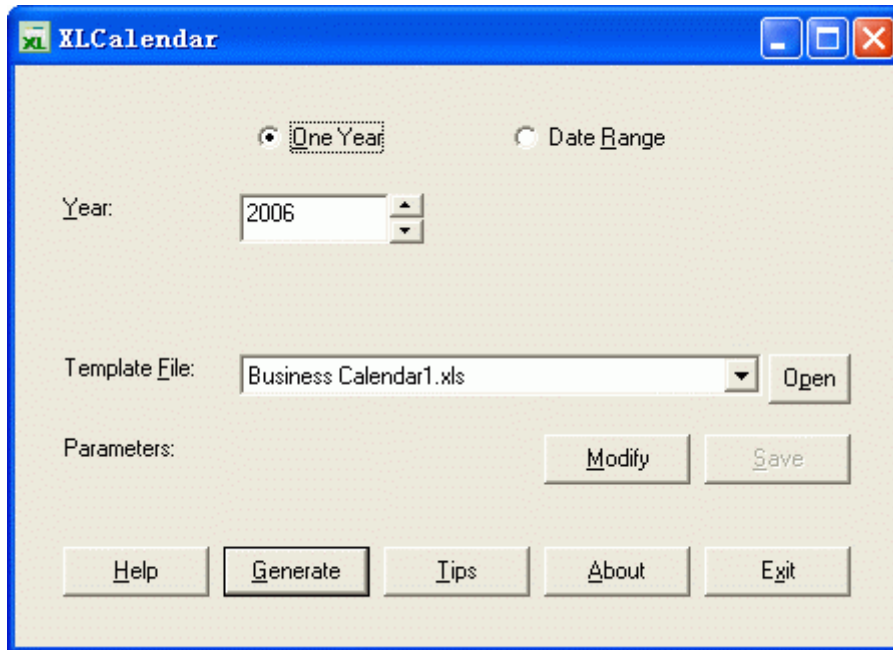 XLCalendar
One Year Date Range
Year: 2006
Template File: Business Calendar1.xls Open
Parameters: Modify Save
Help Generate Tips About Exit